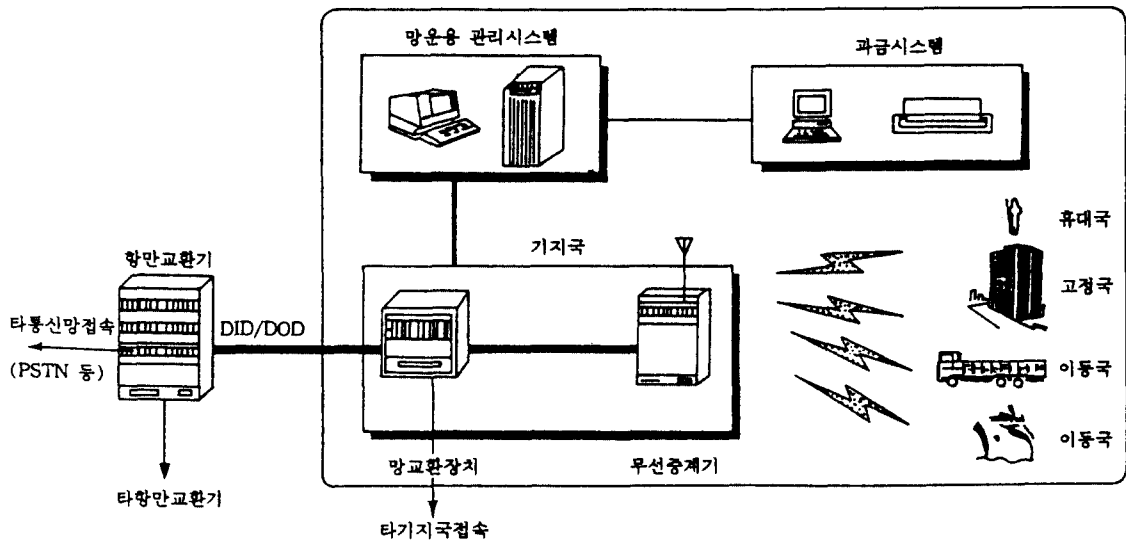 망운용 관리시스템
과금시스템
휴대국
기지국
항만교환기
고정국
타통신망접속
DID/DOD
(PSTN 등)
이동국
이동국
망교환장치
무선중계기
타항만교환기
타기지국접속